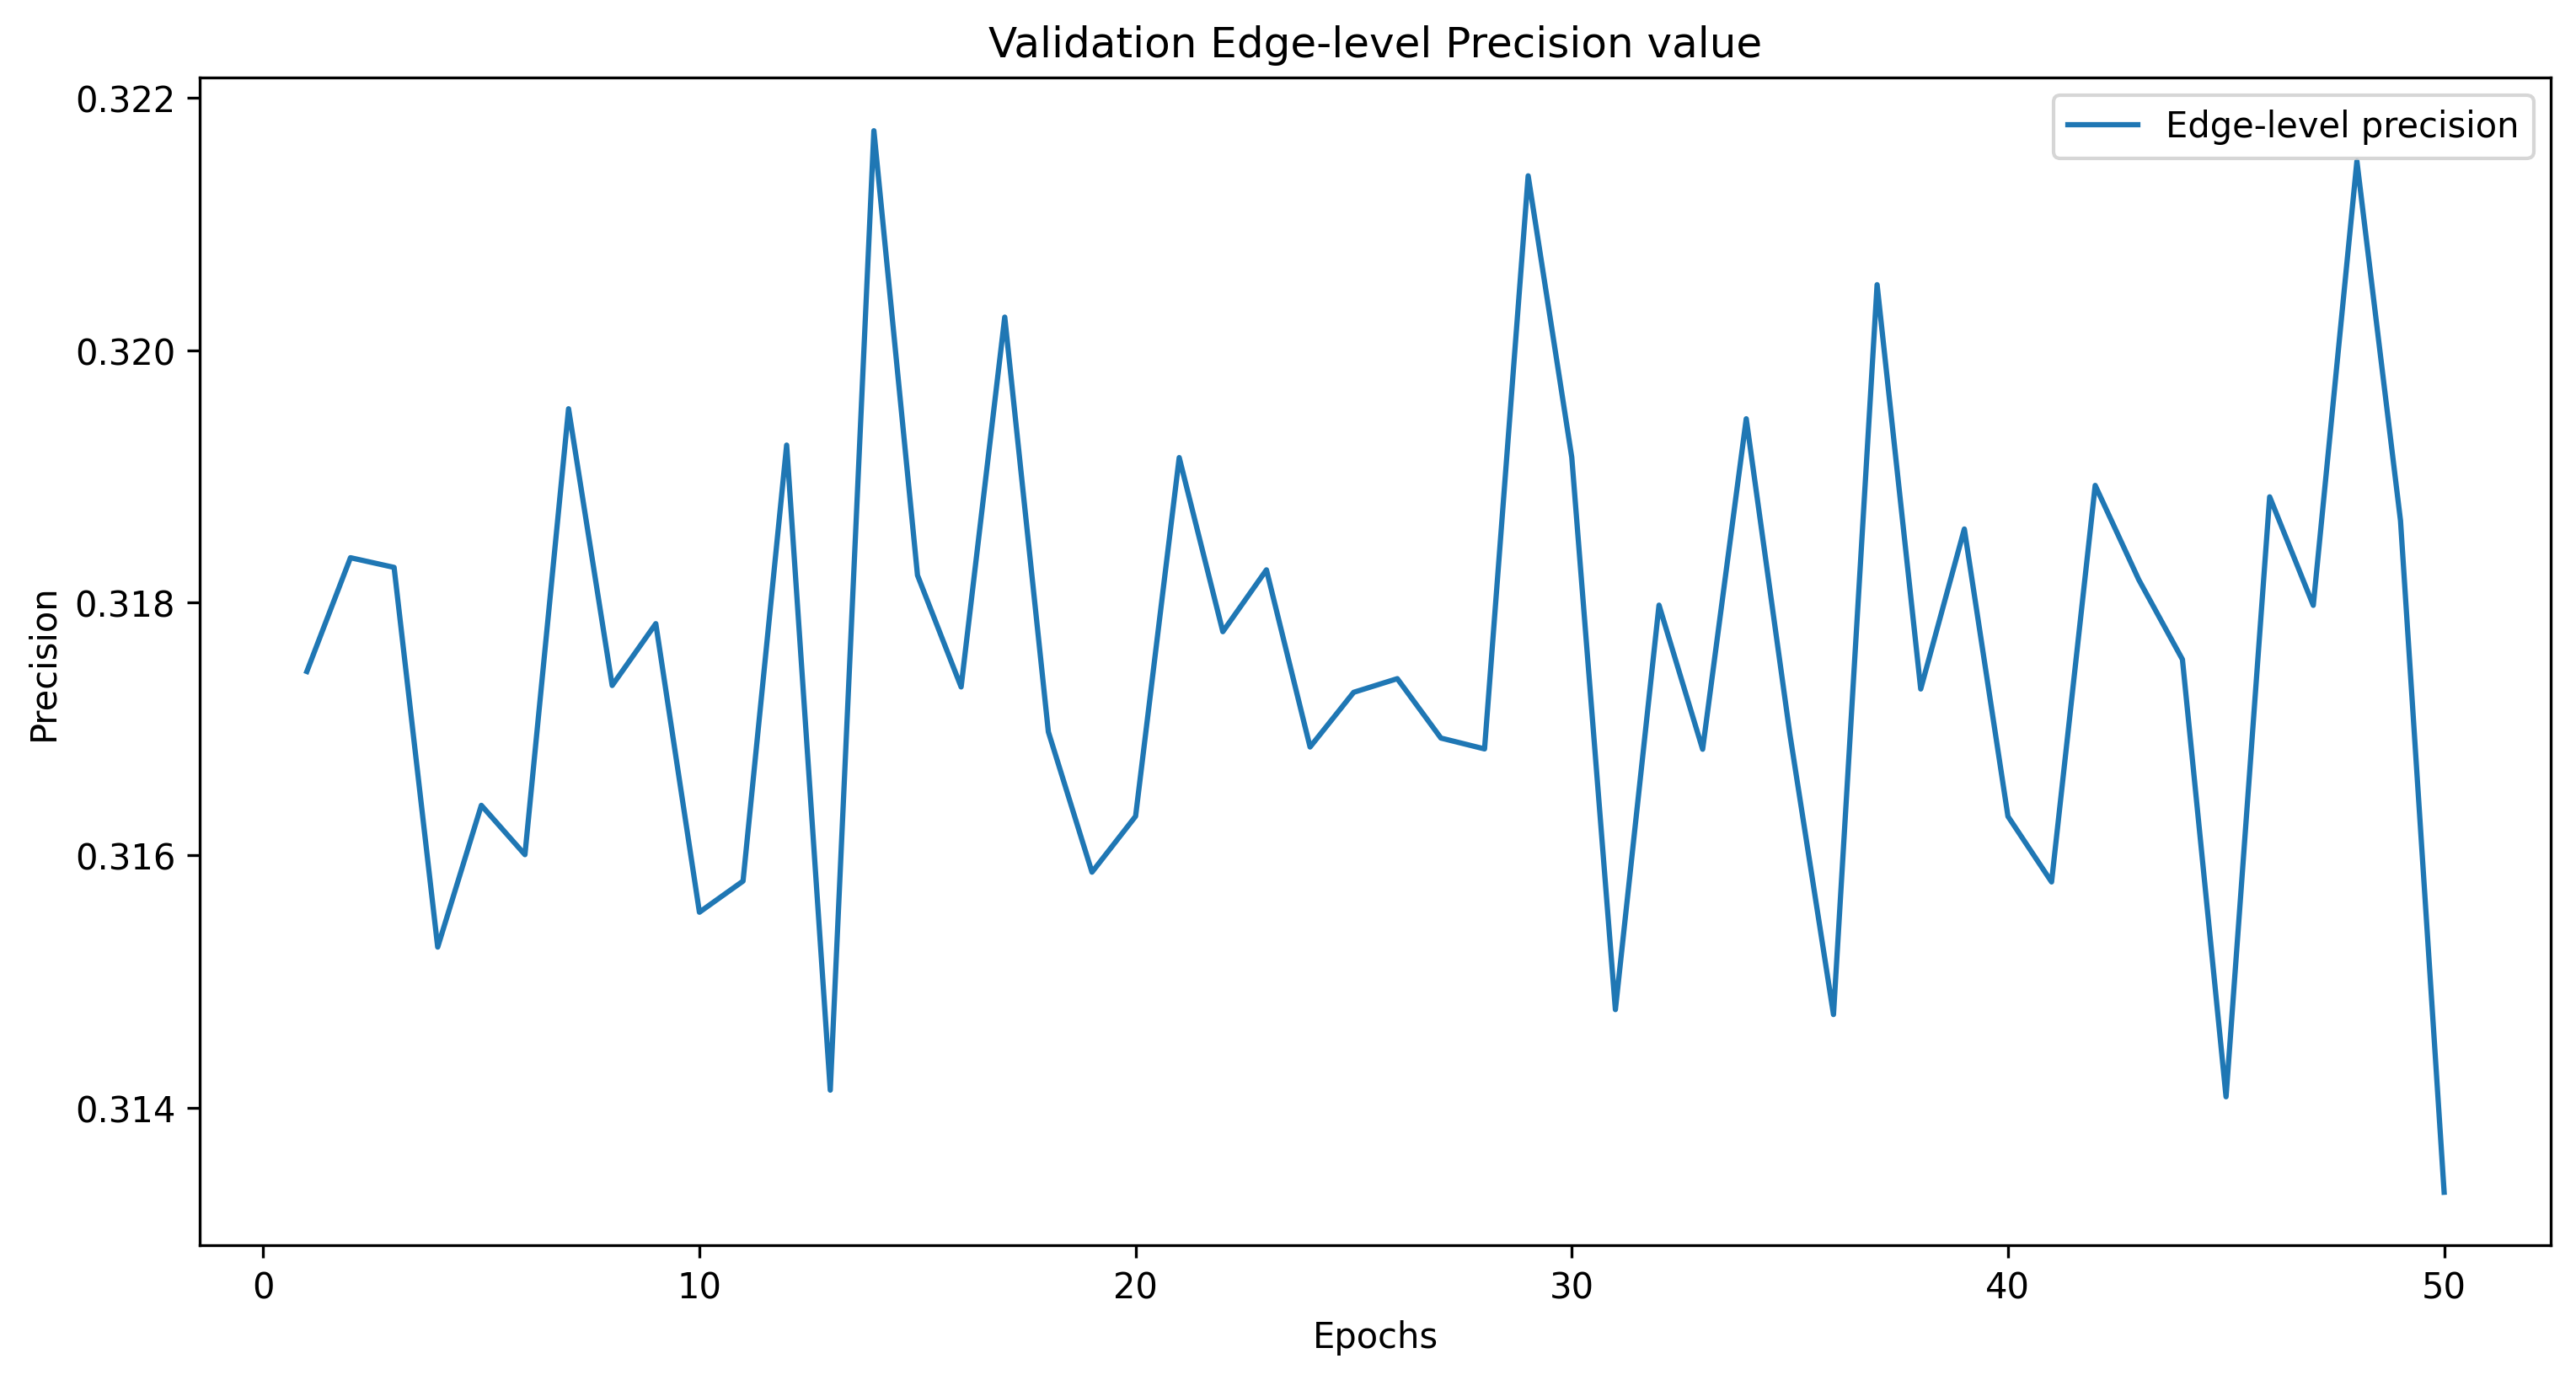 Validation Edge-level Precision value
Edge-level precision
0.322
0.320
0.318
0.316
0.314
Precision
0 10 20 30 40 50
Epochs